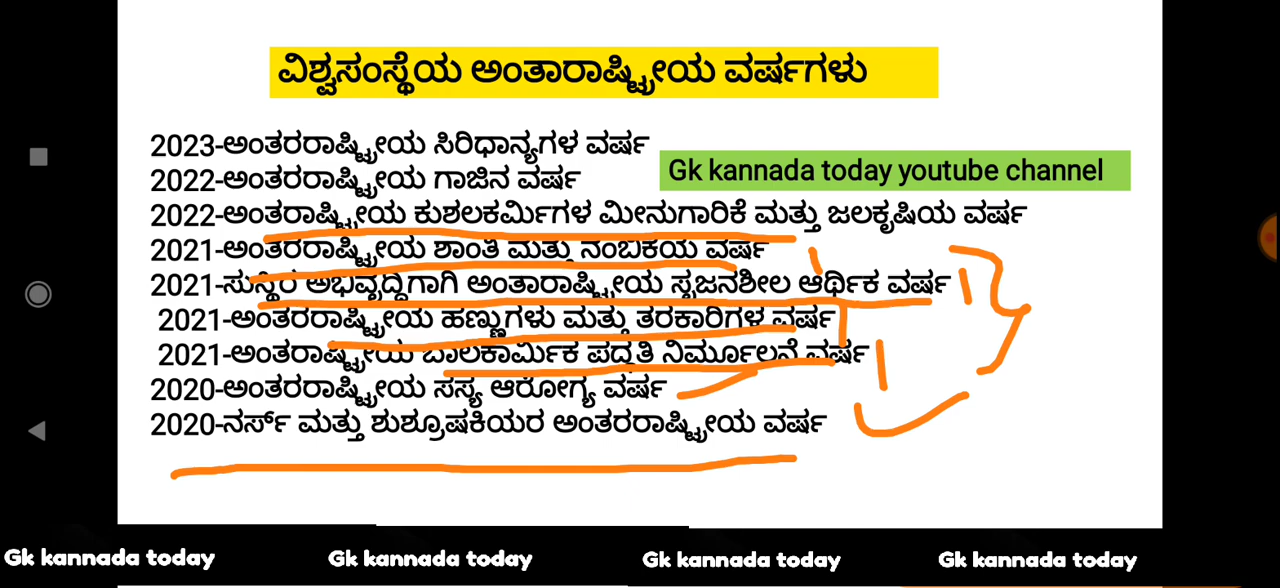 ವಿಶ್ವಸಂಸ್ಥೆಯ ಅಂತಾರಾಷ್ಟ್ರೀಯ ವರ್ಷಗಳು
2023-ಅಂತರರಾಷ್ಟ್ರೀಯ ಸಿರಿಧಾನ್ಯಗಳ ವರ್ಷ
Gk kannada today youtube channel
2022-ಅಂತರರಾಷ್ಟ್ರೀಯ ಗಾಜಿನ ವರ್ಷ
2022-ಅಂತರಾಷ್ಟ್ರೀಯ ಕುಶಲಕರ್ಮಿಗಳ ಮೀನುಗಾರಿಕೆ ಮತ್ತು ಜಲಕೃಷಿಯ ವರ್ಷ
2021-ಅಂತರರಾಷ್ಟ್ರೀಯ ಶಾಂತಿ ಮತ್ತು ನಂಬಿಕೆಯ ವರ್ಷ
2021-ಸುಸ್ಥಿರ ಅಭಿವೃದ್ಧಿಗಾಗಿ ಅಂತಾರಾಷ್ಟ್ರೀಯ ಸೃಜನಶೀಲ ಆರ್ಥಿಕ ವರ್ಷ
2021-ಅಂತರರಾಷ್ಟ್ರೀಯ ಹಣ್ಣುಗಳು ಮತ್ತು ತರಕಾರಿಗಳ ವರ್ಷ
2021-ಅಂತರಾಷ್ಟ್ರೀಯ ಬಾಲಕಾರ್ಮಿಕ ಪದ್ಧತಿ ನಿರ್ಮೂಲನೆ ವರ್ಷ
2020-ಅಂತರರಾಷ್ಟ್ರೀಯ ಸಸ್ಯ ಆರೋಗ್ಯ ವರ್ಷ
2020-ನರ್ಸ್ ಮತ್ತು ಶುಶ್ರೂಷಕಿಯರ ಅಂತರರಾಷ್ಟ್ರೀಯ ವರ್ಷ
Gk kannada today Gk kannada today Gk kannada today Gk kannada today